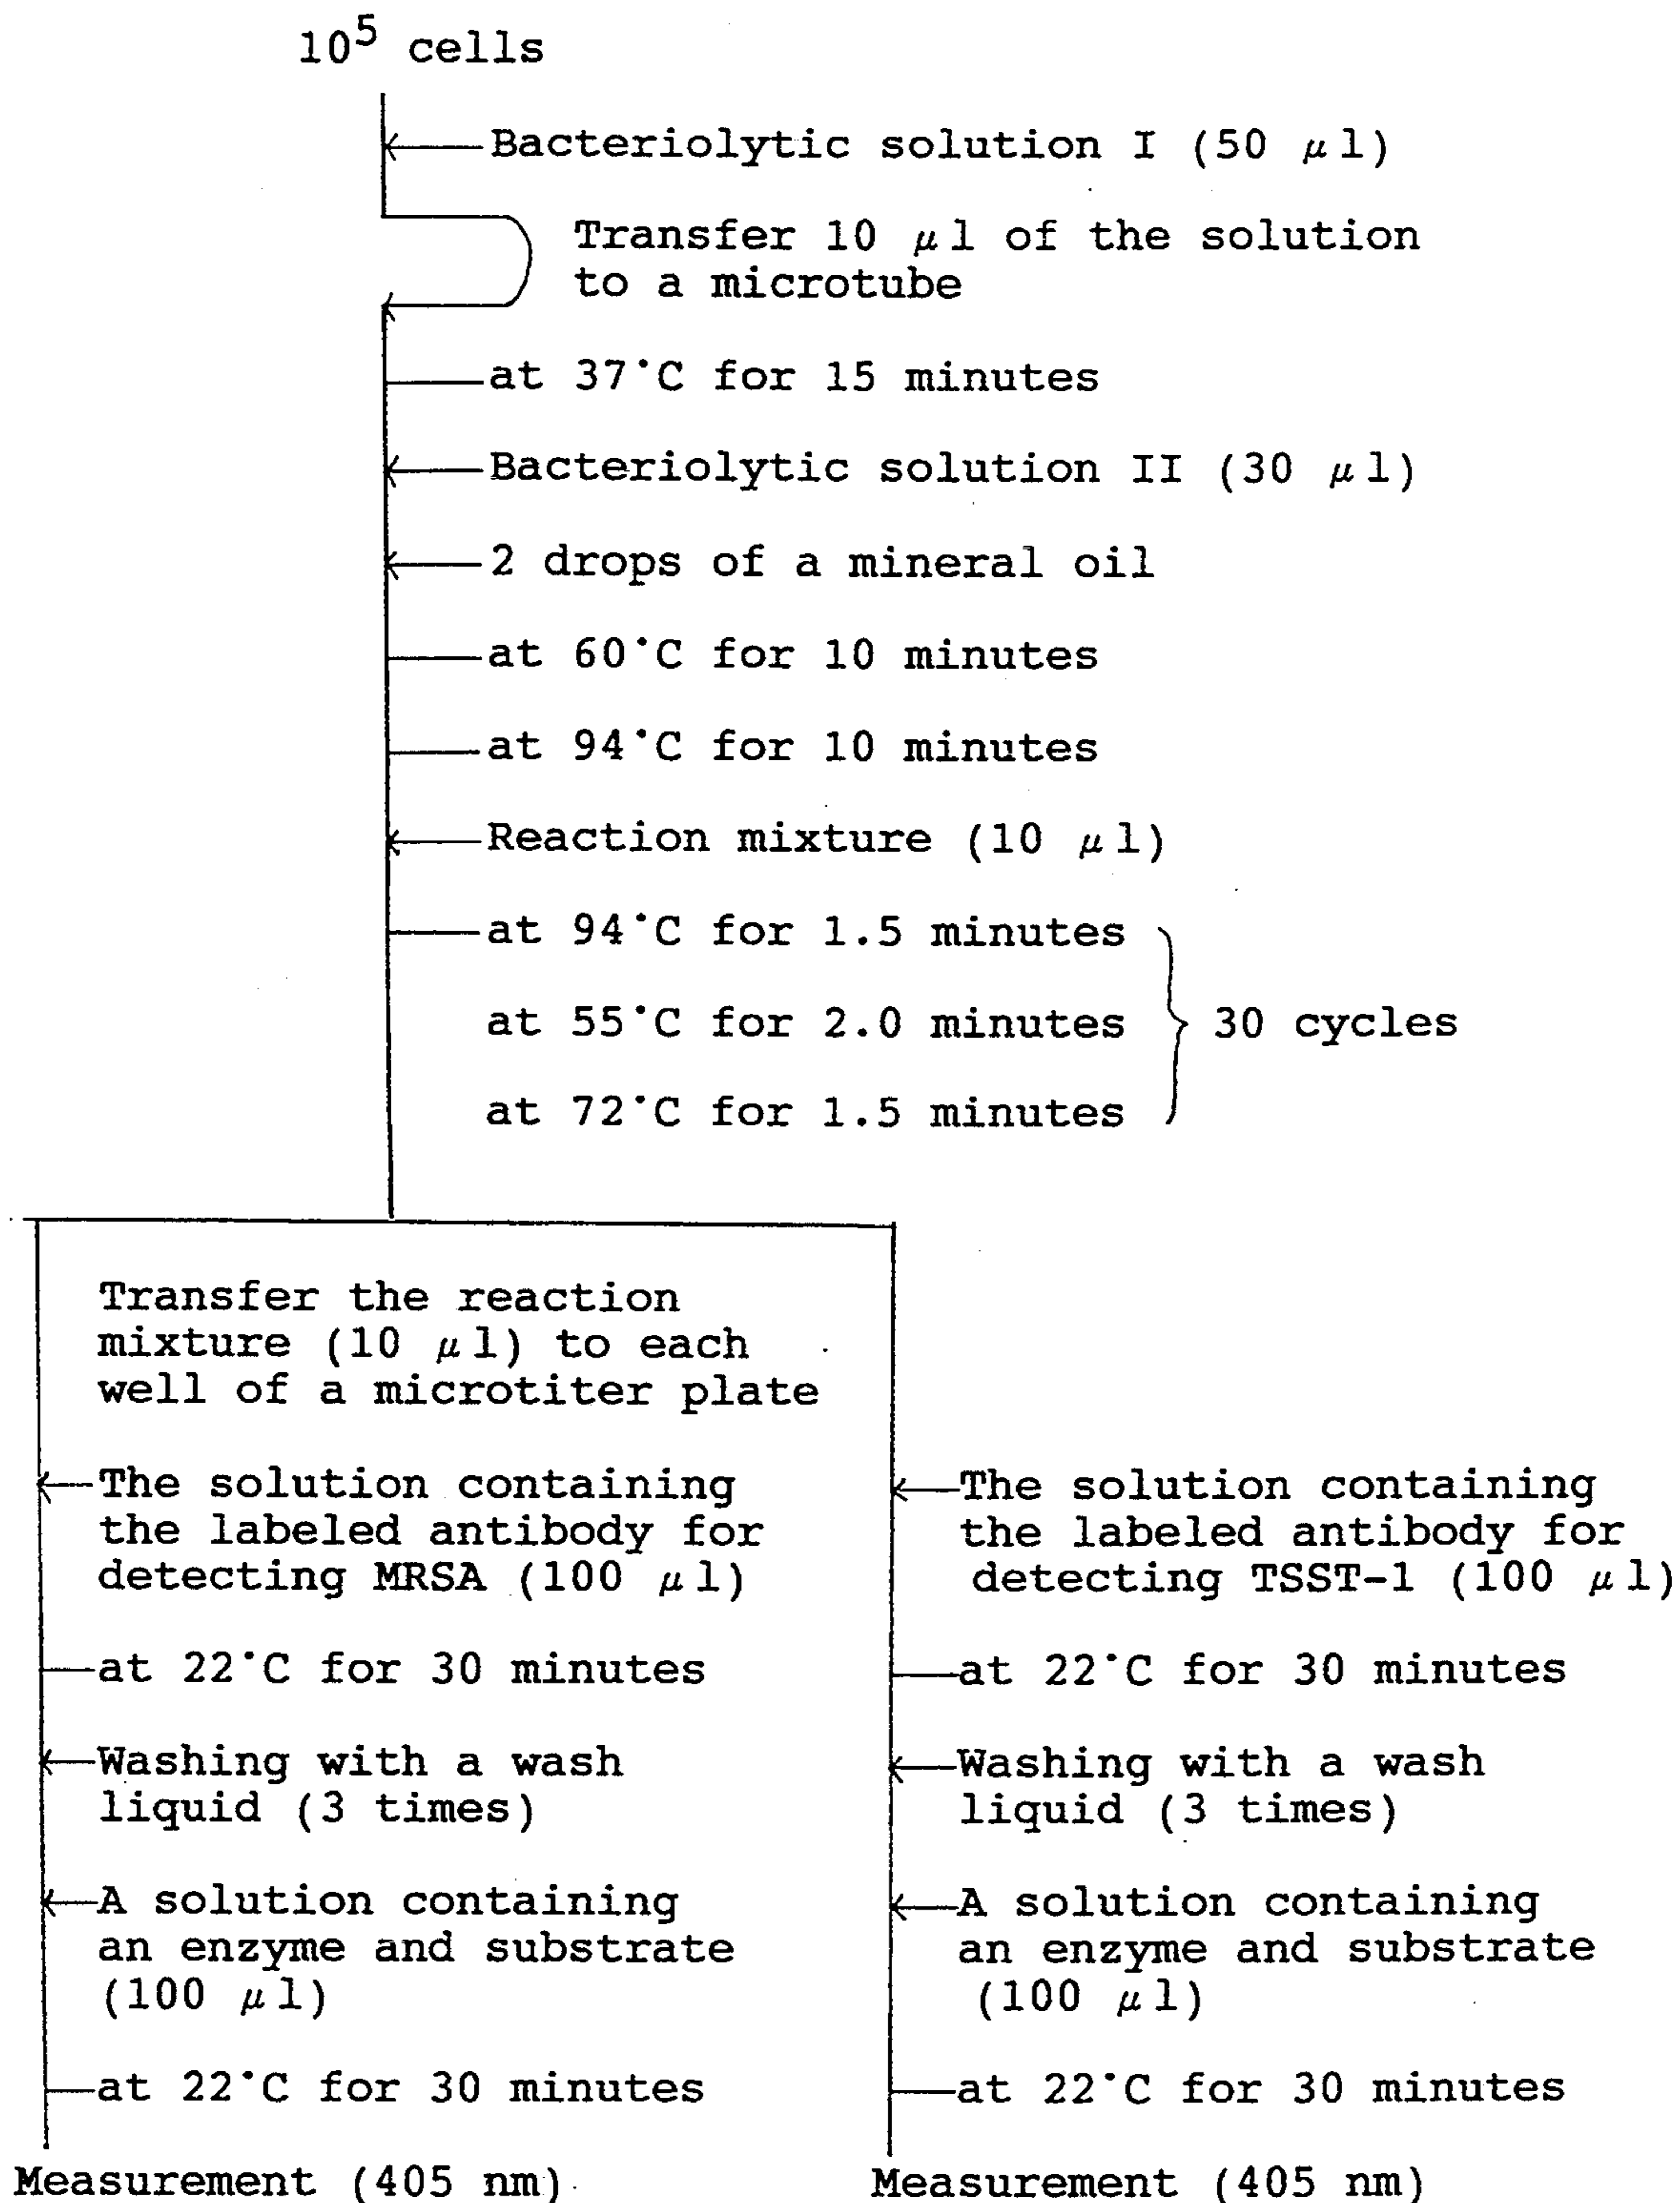 10⁵ cells
Bacteriolytic solution I (50 μl)
Transfer 10 μl of the solution
to a microtube
at 37°C for 15 minutes
Bacteriolytic solution II (30 μl)
2 drops of a mineral oil
at 60°C for 10 minutes
at 94°C for 10 minutes
Reaction mixture (10 μl)
at 94°C for 1.5 minutes
at 55°C for 2.0 minutes
30 cycles
at 72°C for 1.5 minutes
Transfer the reaction
mixture (10 μl) to each
well of a microtiter plate
The solution containing
the labeled antibody for
detecting MRSA (100 μl)
at 22°C for 30 minutes
Washing with a wash
liquid (3 times)
A solution containing
an enzyme and substrate
(100 μl)
at 22°C for 30 minutes
Measurement (405 nm)
The solution containing
the labeled antibody for
detecting TSST-1 (100 μl)
at 22°C for 30 minutes
Washing with a wash
liquid (3 times)
A solution containing
an enzyme and substrate
(100 μl)
at 22°C for 30 minutes
Measurement (405 nm)